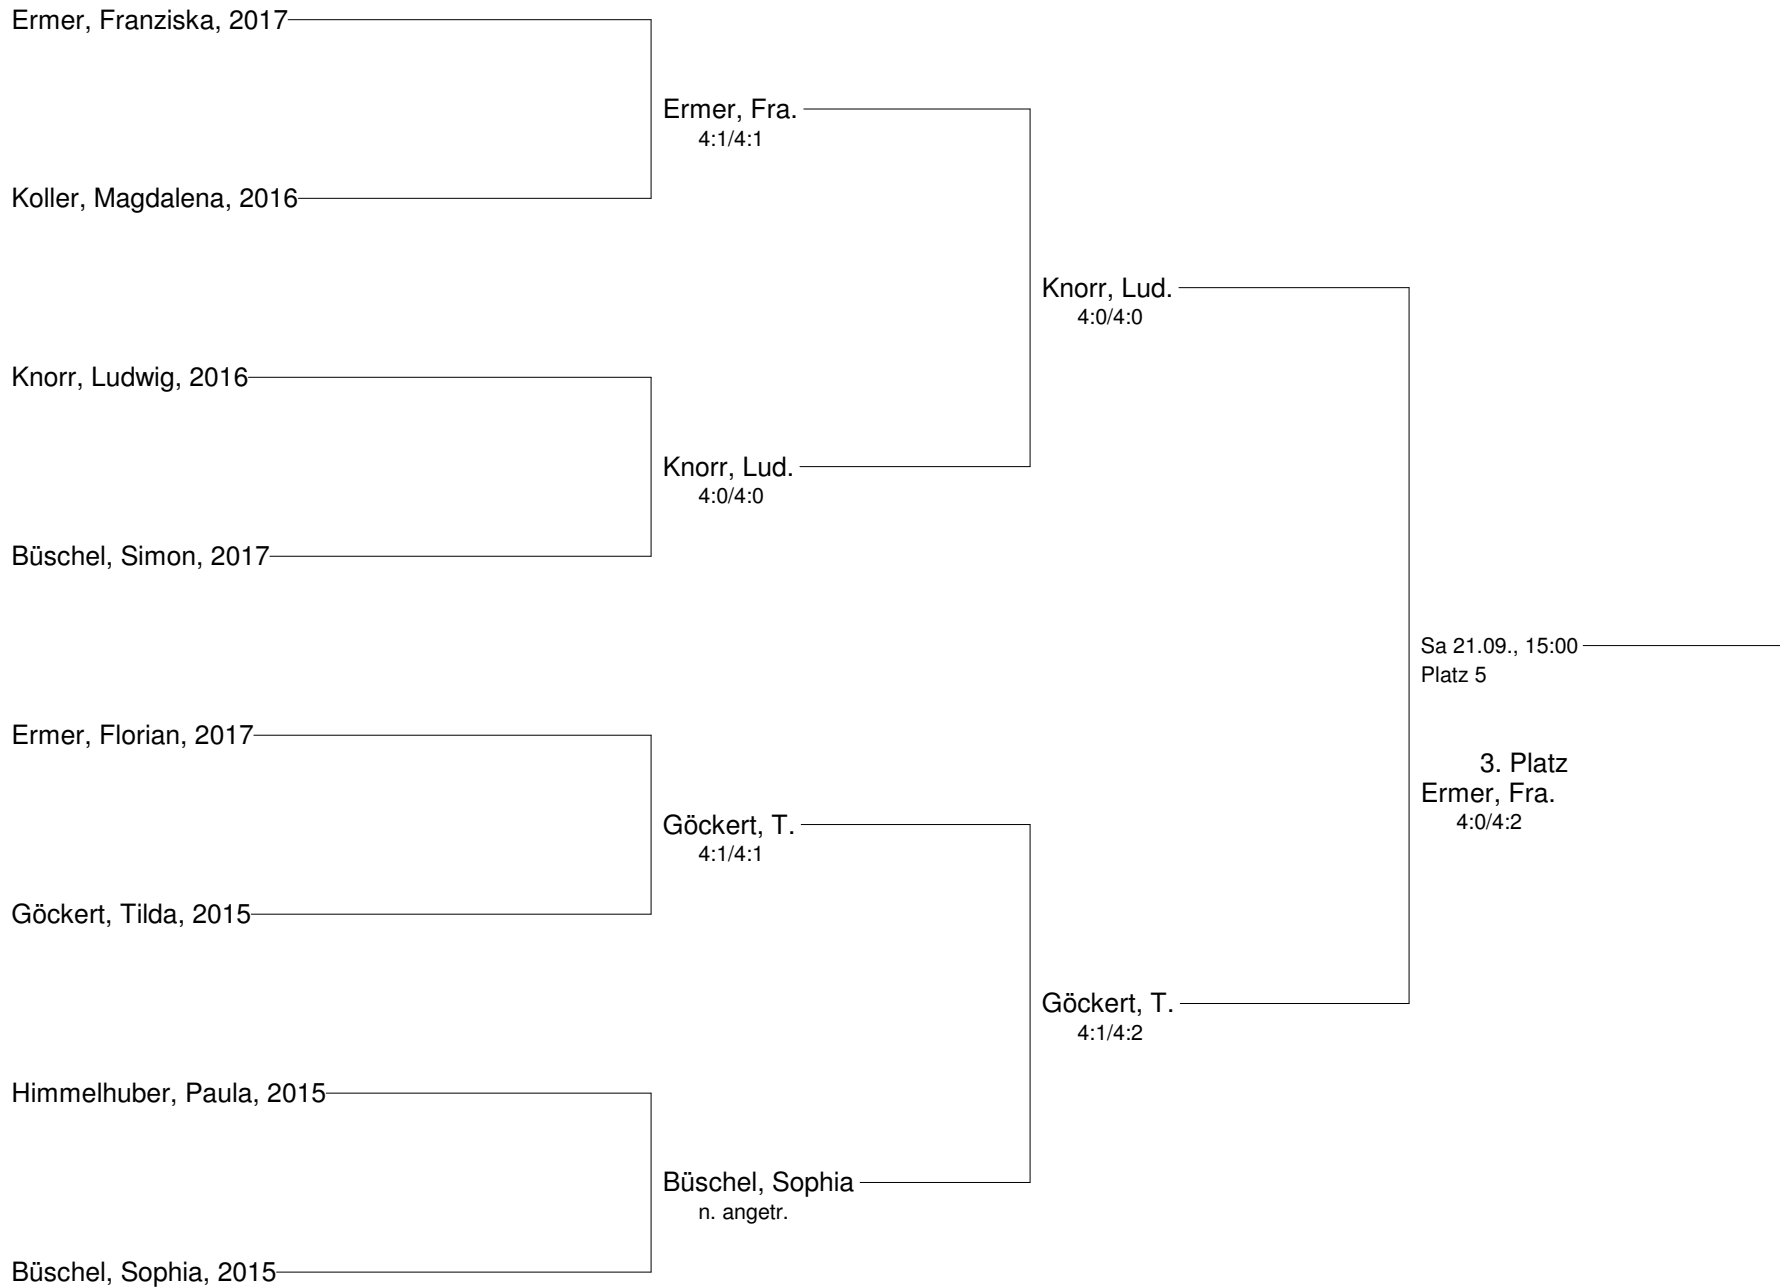 Ermer, Franziska, 2017
Ermer, Fra.
4:1/4:1
Koller, Magdalena, 2016
Knorr, Lud.
4:0/4:0
Knorr, Ludwig, 2016
Knorr, Lud.
4:0/4:0
Büschel, Simon, 2017
Sa 21.09., 15:00
Platz 5
Ermer, Florian, 2017
3. Platz
Ermer, Fra.
4:0/4:2
Göckert, T.
4:1/4:1
Göckert, Tilda, 2015
Göckert, T.
4:1/4:2
Himmelhuber, Paula, 2015
Büschel, Sophia
n. angetr.
Büschel, Sophia, 2015